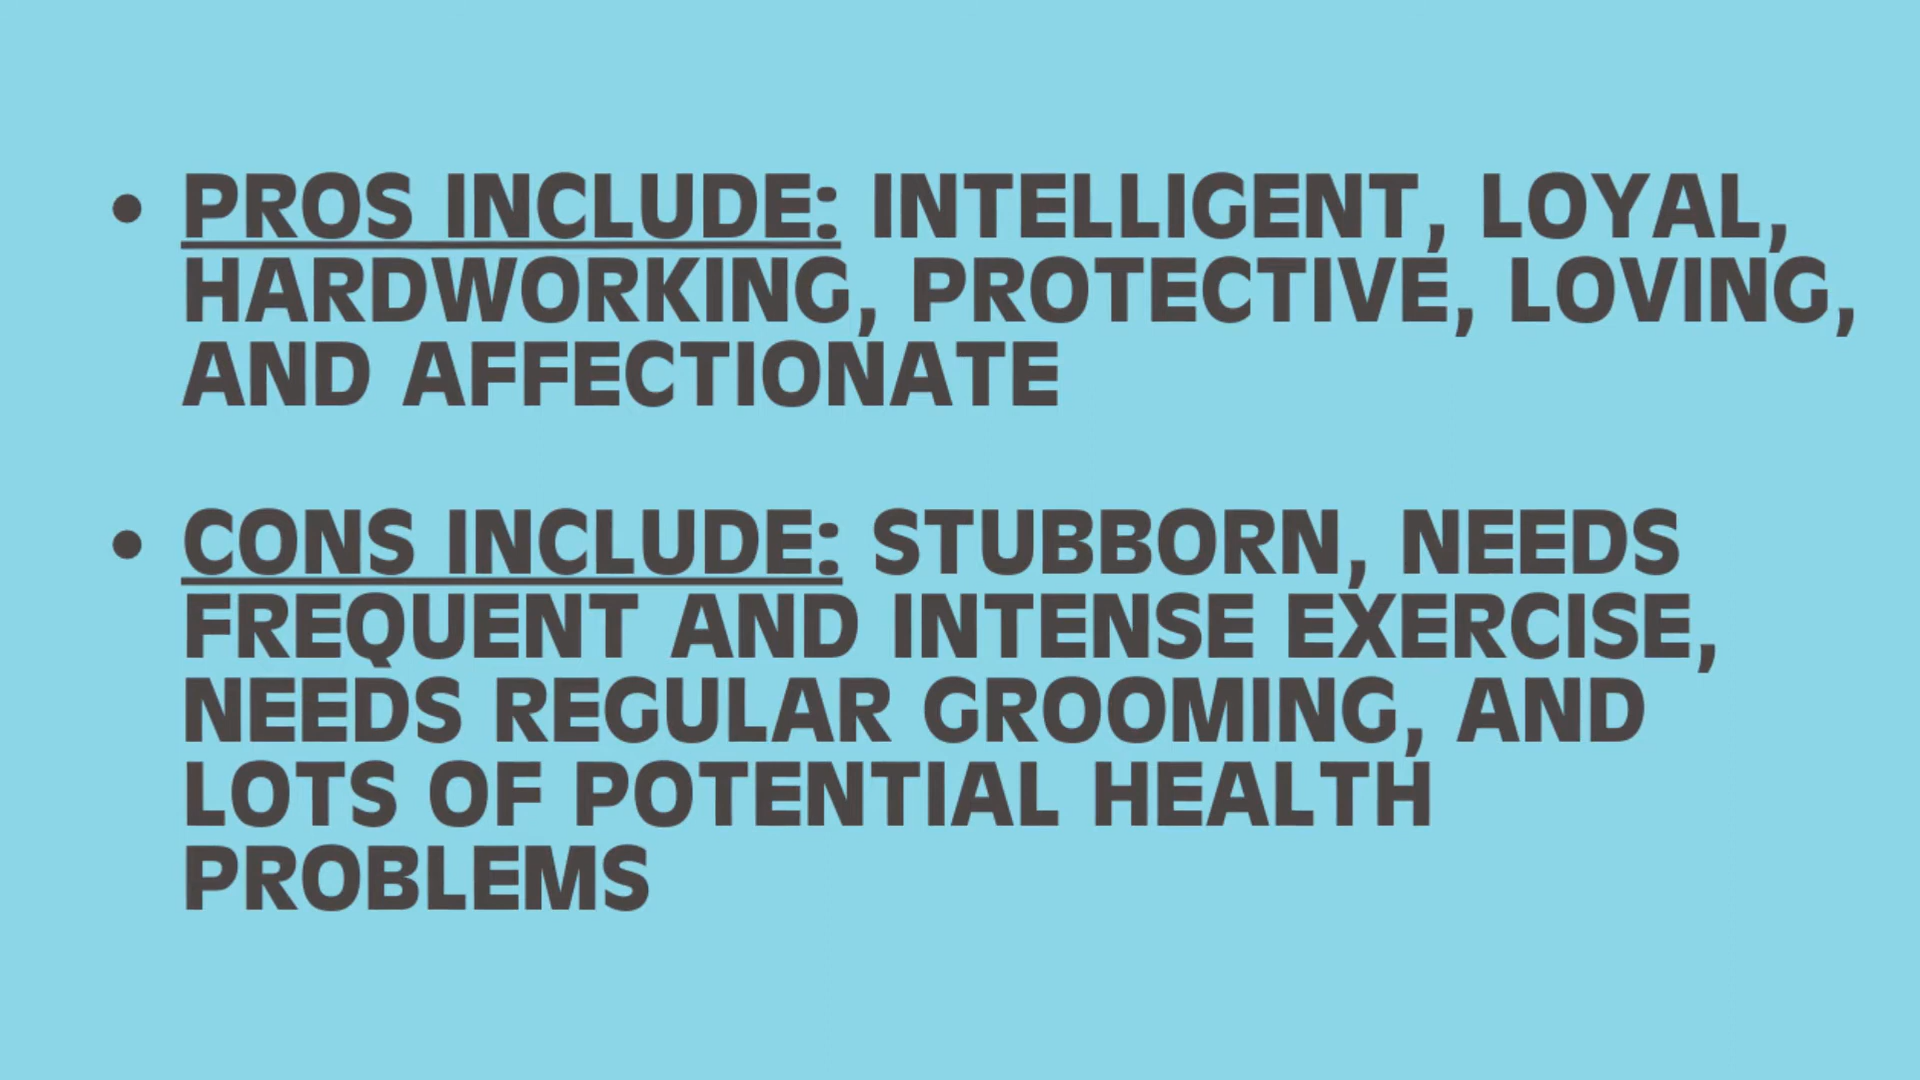 • PROS INCLUDE: INTELLIGENT, LOYAL,
HARDWORKING, PROTECTIVE, LOVING,
AND AFFECTIONATE
• CONS INCLUDE: STUBBORN, NEEDS
FREQUENT AND INTENSE EXERCISE,
NEEDS REGULAR GROOMING, AND
LOTS OF POTENTIAL HEALTH
PROBLEMS